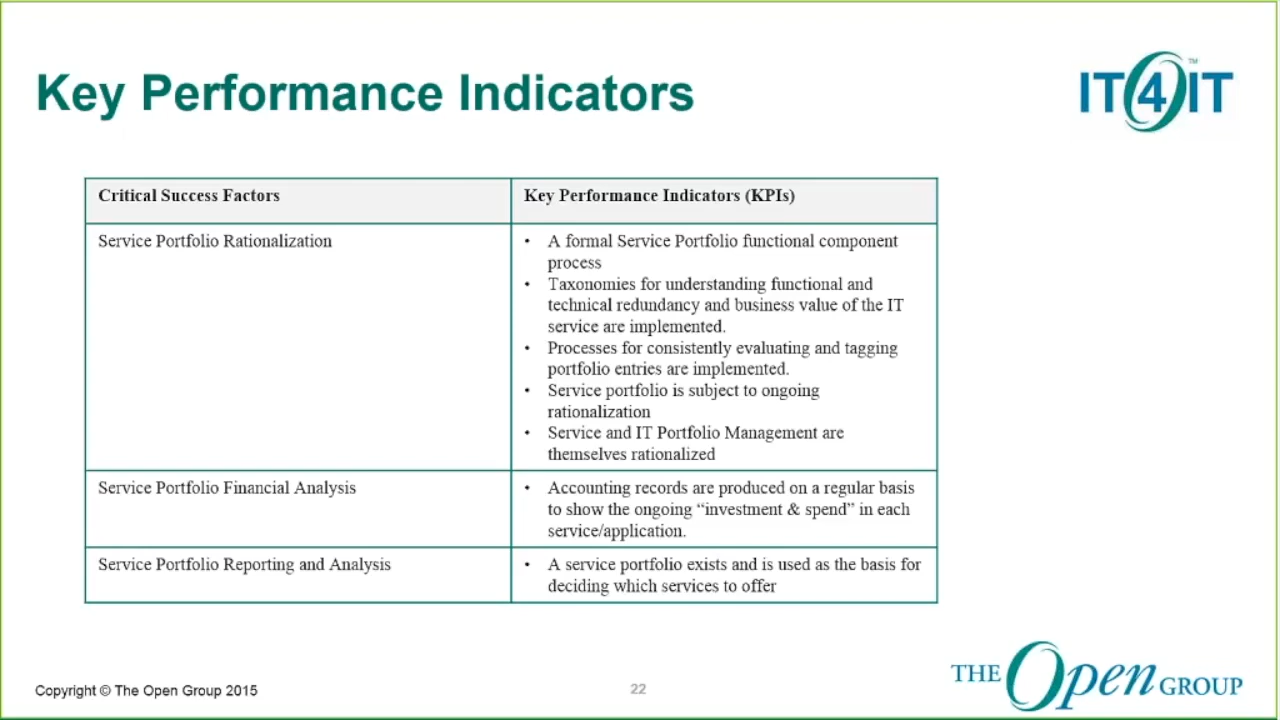 Key Performance Indicators
IT4IT™
Critical Success Factors
Key Performance Indicators (KPIs)
Service Portfolio Rationalization
• A formal Service Portfolio functional component
process
• Taxonomies for understanding functional and
technical redundancy and business value of the IT
service are implemented.
• Processes for consistently evaluating and tagging
portfolio entries are implemented.
• Service portfolio is subject to ongoing
rationalization
• Service and IT Portfolio Management are
themselves rationalized
Service Portfolio Financial Analysis
• Accounting records are produced on a regular basis
to show the ongoing “investment & spend” in each
service/application.
Service Portfolio Reporting and Analysis
• A service portfolio exists and is used as the basis for
deciding which services to offer
Copyright © The Open Group 2015
22
THE Open GROUP